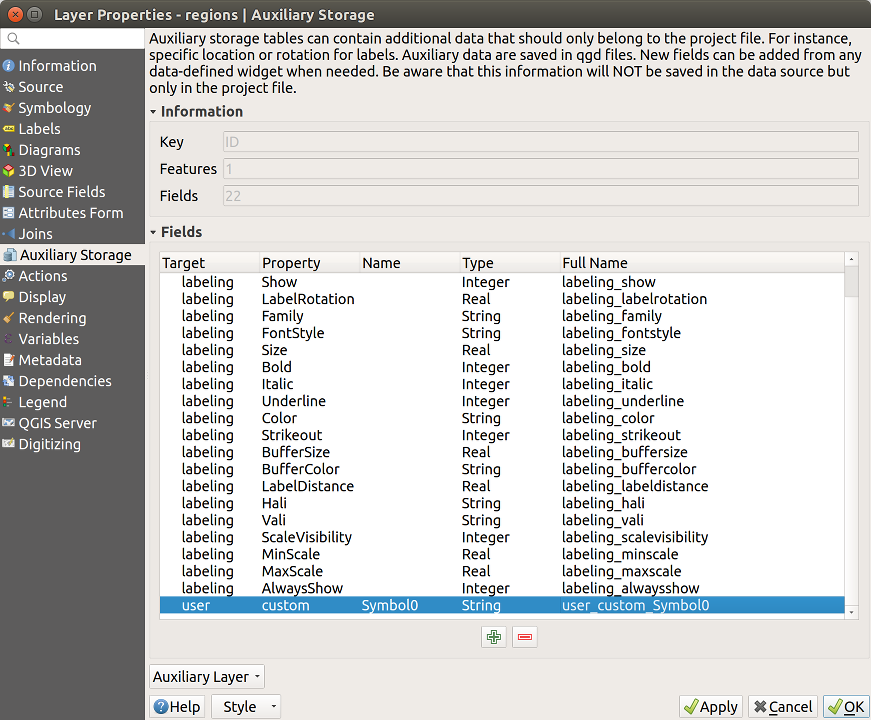 Layer Properties - regions | Auxiliary Storage
Auxiliary storage tables can contain additional data that should only belong to the project file. For instance,
specific location or rotation for labels. Auxiliary data are saved in qgd files. New fields can be added from any
data-defined widget when needed. Be aware that this information will NOT be saved in the data source but
only in the project file.
Information
Source
Symbology
Labels
Diagrams
3D View
Source Fields
Attributes Form
Joins
Auxiliary Storage
Actions
Display
Rendering
Variables
Metadata
Dependencies
Legend
QGIS Server
Digitizing
Information
Key ID
Features 1
Fields 22
Fields
Target Property Name Type Full Name
labeling Show Integer labeling_show
labeling LabelRotation Real labeling_labelrotation
labeling Family String labeling_family
labeling FontStyle String labeling_fontstyle
labeling Size Real labeling_size
labeling Bold Integer labeling_bold
labeling Italic Integer labeling_italic
labeling Underline Integer labeling_underline
labeling Color String labeling_color
labeling Strikeout Integer labeling_strikeout
labeling BufferSize Real labeling_buffersize
labeling BufferColor String labeling_buffercolor
labeling LabelDistance Real labeling_labeldistance
labeling Hali String labeling_hali
labeling Vali String labeling_vali
labeling ScaleVisibility Integer labeling_scalevisibility
labeling MinScale Real labeling_minscale
labeling MaxScale Real labeling_maxscale
labeling AlwaysShow Integer labeling_alwaysshow
user custom Symbol0 String user_custom_Symbol0
Auxiliary Layer
Help Style Apply Cancel OK